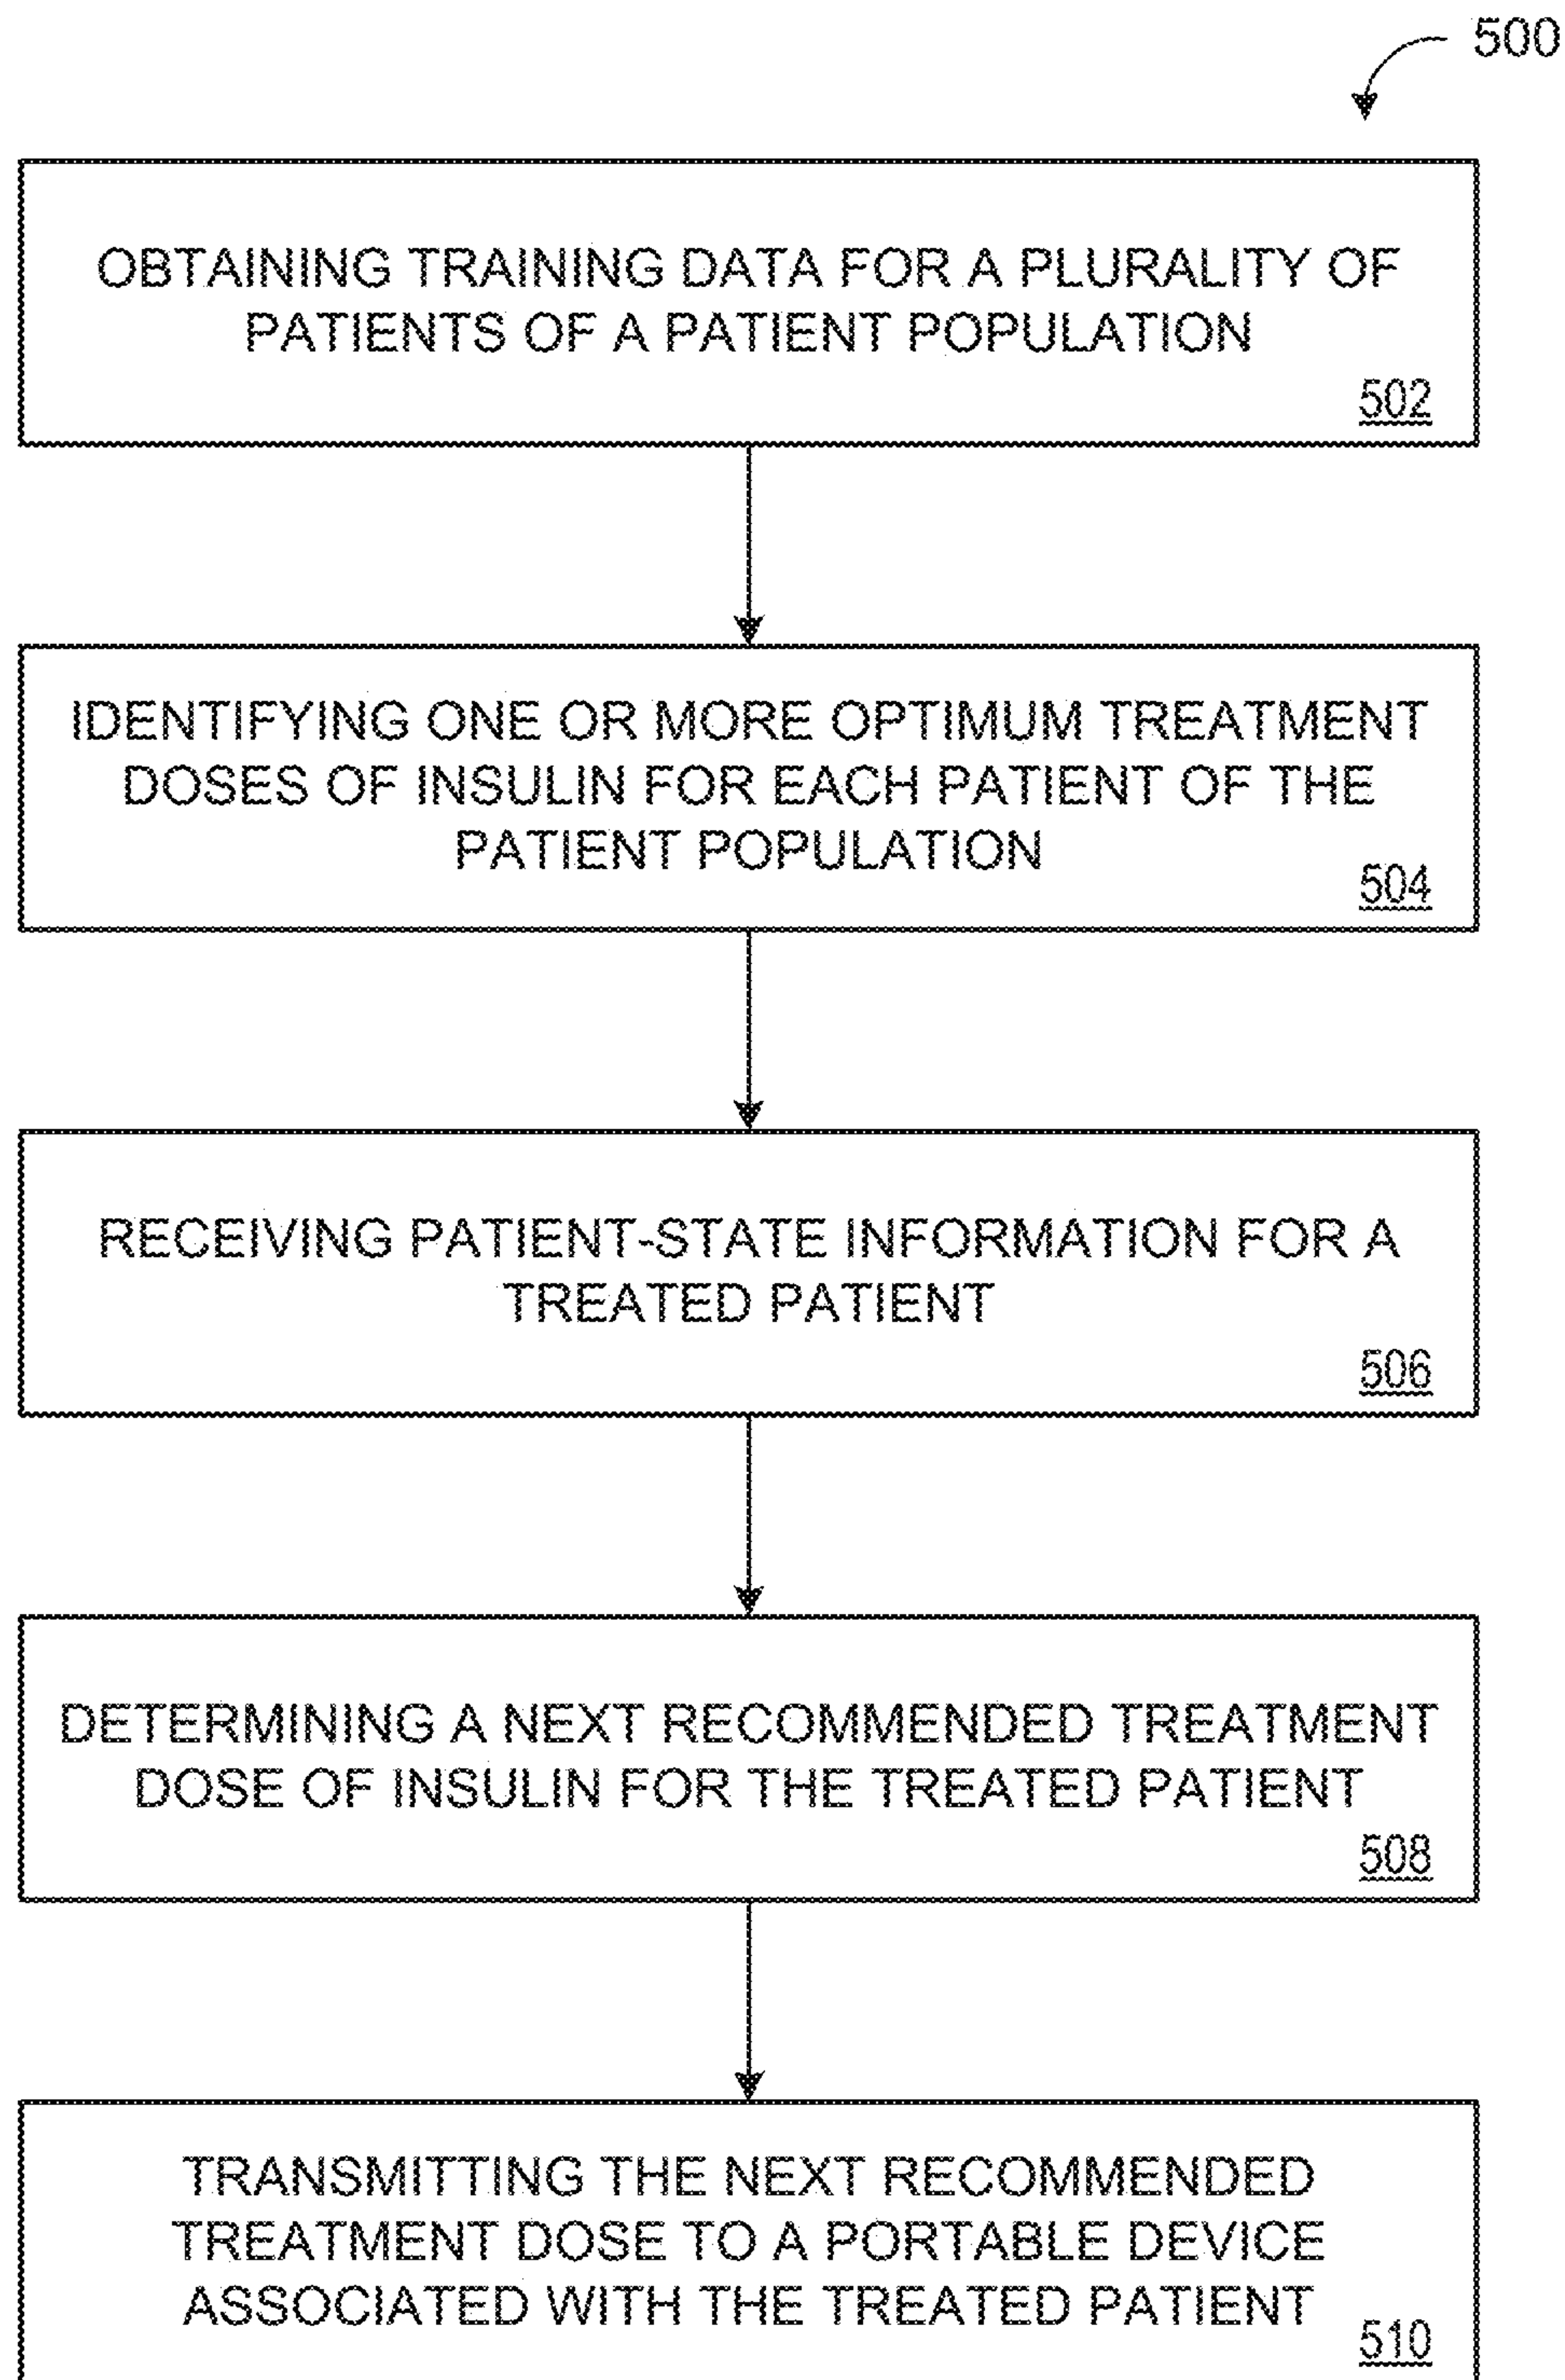 500
OBTAINING TRAINING DATA FOR A PLURALITY OF
PATIENTS OF A PATIENT POPULATION
502
IDENTIFYING ONE OR MORE OPTIMUM TREATMENT
DOSES OF INSULIN FOR EACH PATIENT OF THE
PATIENT POPULATION
504
RECEIVING PATIENT-STATE INFORMATION FOR A
TREATED PATIENT
506
DETERMINING A NEXT RECOMMENDED TREATMENT
DOSE OF INSULIN FOR THE TREATED PATIENT
508
TRANSMITTING THE NEXT RECOMMENDED
TREATMENT DOSE TO A PORTABLE DEVICE
ASSOCIATED WITH THE TREATED PATIENT
510